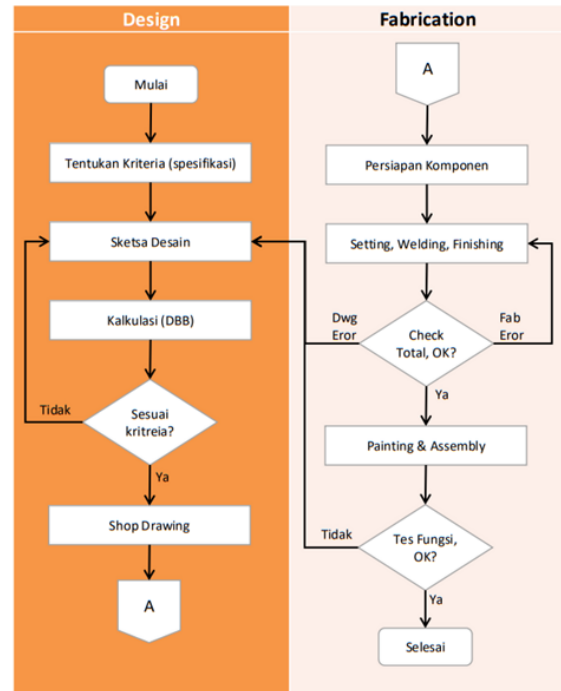 Design
Mulai
Tentukan Kriteria (spesifikasi)
Sketsa Desain
Kalkulasi (DBB)
Sesuai
kritreia?
Tidak
Ya
Shop Drawing
A
Fabrication
A
Persiapan Komponen
Setting, Welding, Finishing
Dwg
Eror
Check
Total, OK?
Fab
Eror
Ya
Painting & Assembly
Tidak
Tes Fungsi,
OK?
Ya
Selesai